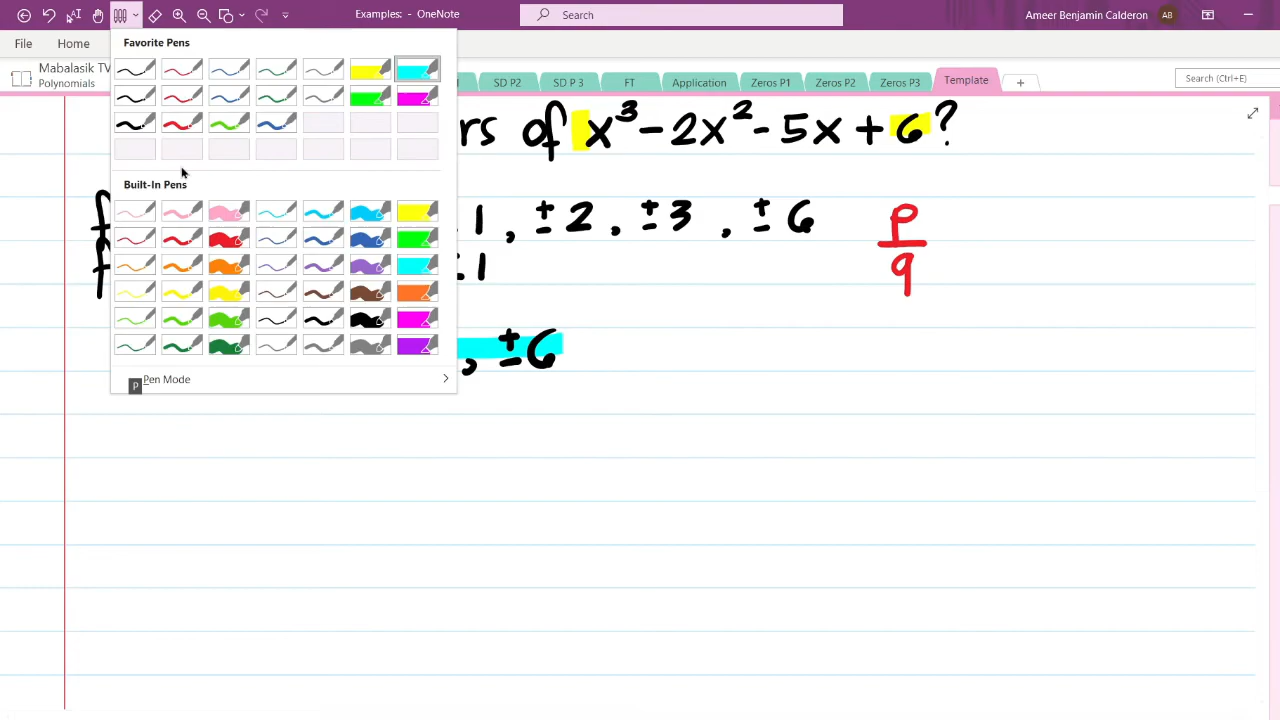 Examples: - OneNote
Search
Ameer Benjamin Calderon
AB
File
Home
Mabalasik TV
Polynomials
SD P2
SD P 3
FT
Application
Zeros P1
Zeros P2
Zeros P3
Template
+
Search (Ctrl+E)
Favorite Pens
Built-In Pens
P
Pen Mode
rs of x³ - 2x² - 5x + 6?
1, ±2, ±3, ±6
p
q
1
, ±6